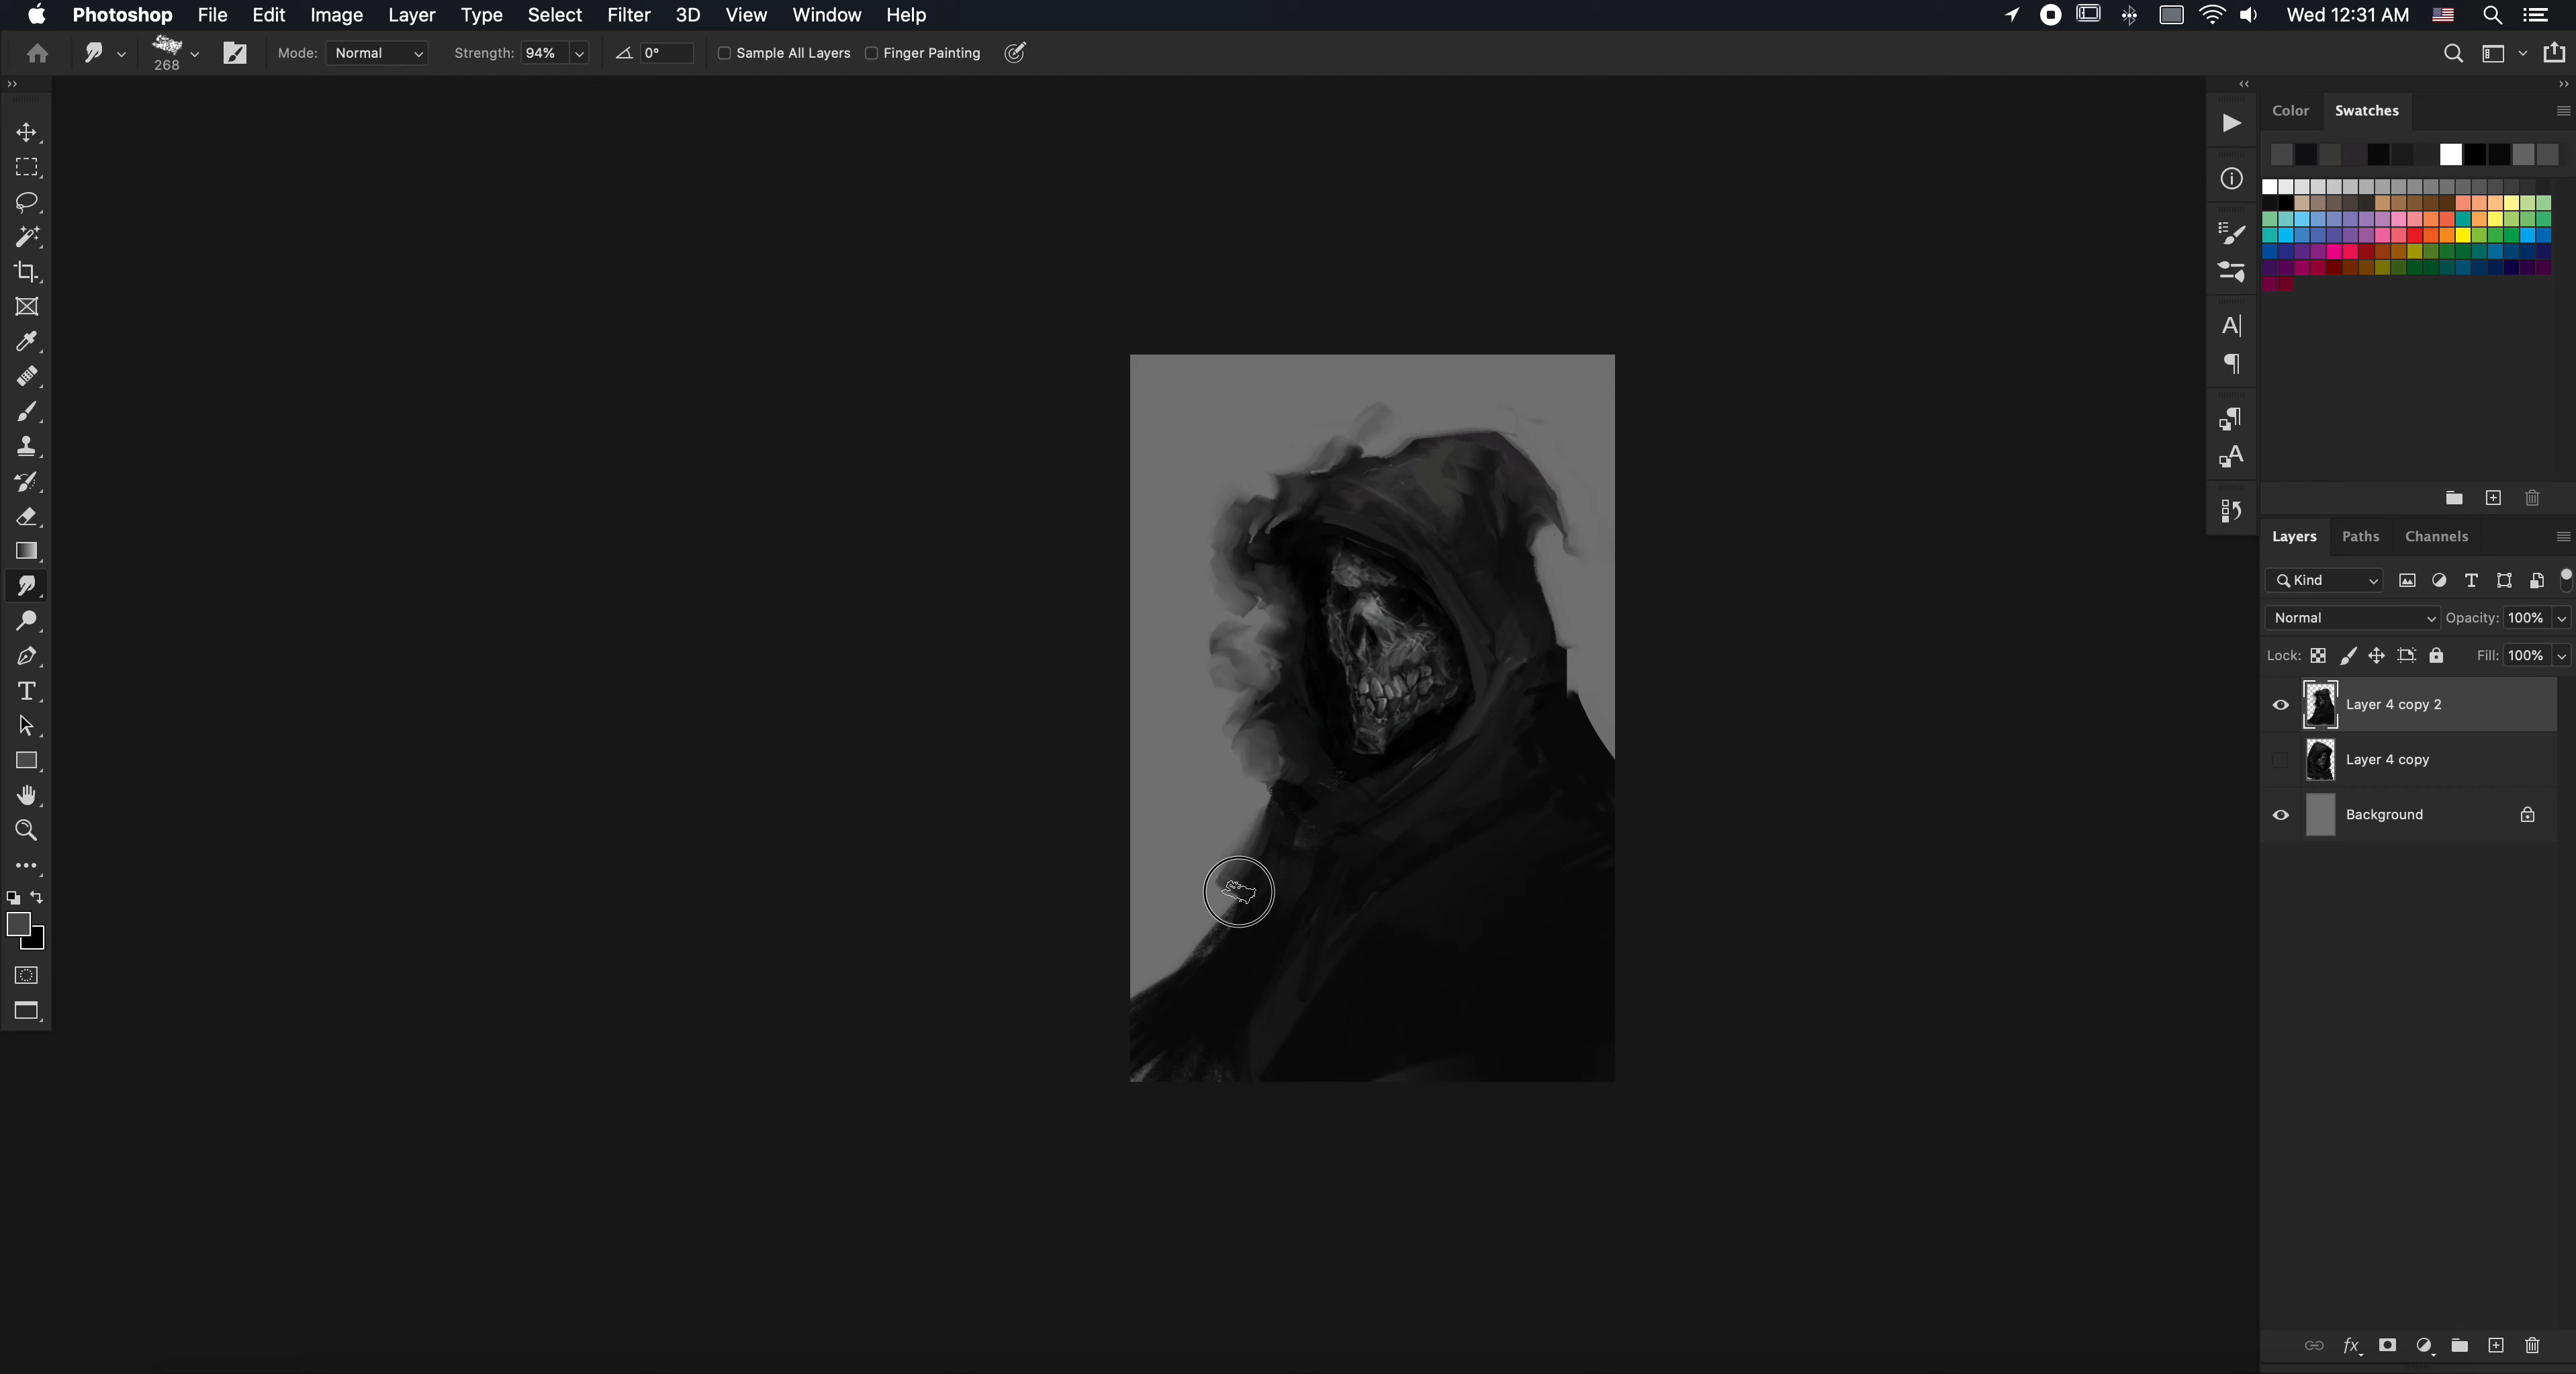 Photoshop File Edit Image Layer Type Select Filter 3D View Window Help Wed 12:31 AM
268 Mode: Normal Strength: 94% 0° Sample All Layers Finger Painting
Color Swatches
Layers Paths Channels
Kind
Normal Opacity: 100%
Lock: Fill: 100%
Layer 4 copy 2
Layer 4 copy
Background
fx